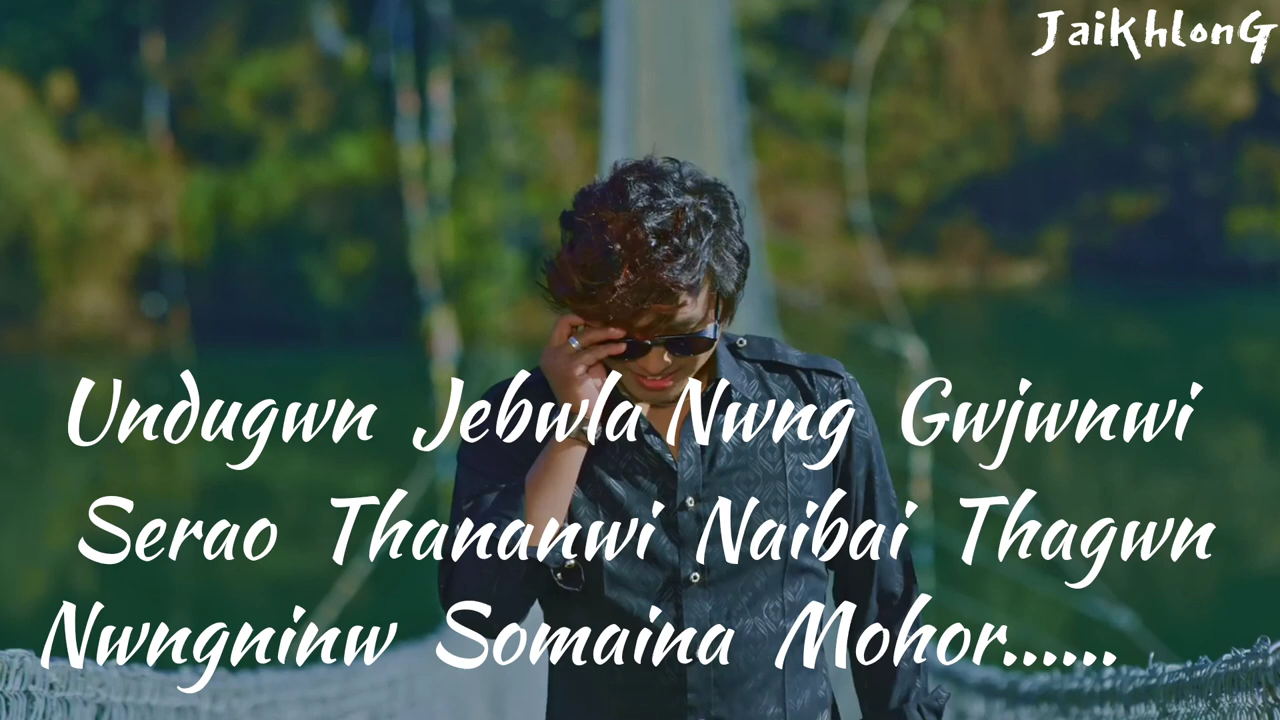 JaiKhlonG
Undugwn Jebwla Nwng Gwjwnwi
Serao Thananwi Naibai Thagwn
Nwngninw Somaina Mohor......